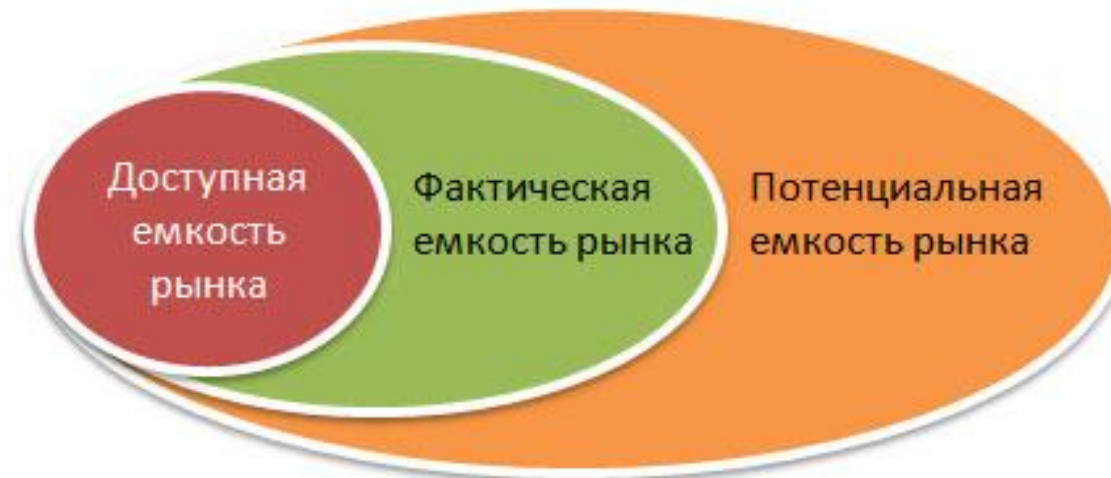 Доступная
емкость
рынка
Фактическая
емкость рынка
Потенциальная
емкость рынка